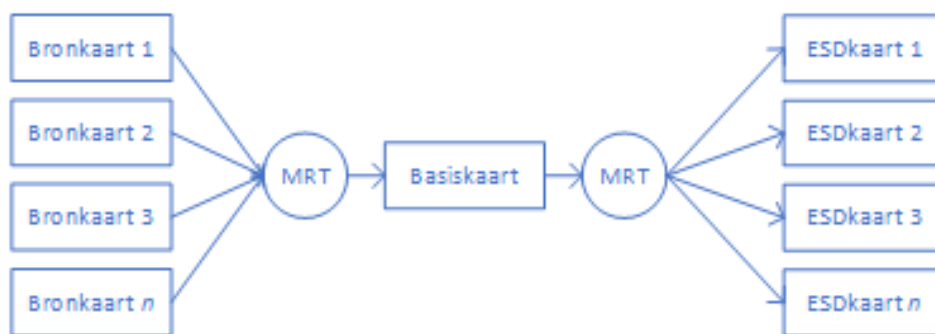 Bronkaart 1
Bronkaart 2
Bronkaart 3
Bronkaart n
MRT
Basiskaart
MRT
ESDkaart 1
ESDkaart 2
ESDkaart 3
ESDkaart n